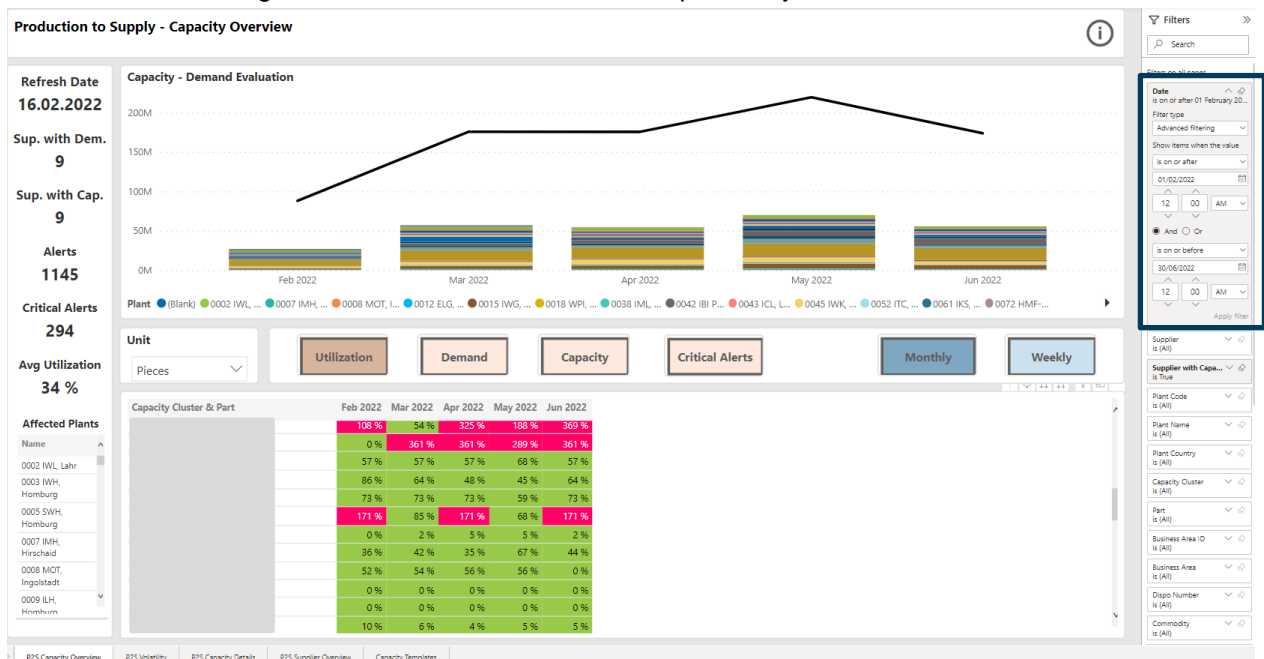 Production to Supply - Capacity Overview
Refresh Date
16.02.2022
Sup. with Dem.
9
Sup. with Cap.
9
Alerts
1145
Critical Alerts
294
Avg Utilization
34 %
Affected Plants
Name
0002 IWL, Lahr
0003 IWH,
Homburg
0005 SWH,
Homburg
0007 IMH,
Hirschaid
0008 MOT,
Ingolstadt
0009 ILH,
Homburg
Capacity - Demand Evaluation
200M
150M
100M
50M
0M
Feb 2022 Mar 2022 Apr 2022 May 2022 Jun 2022
Plant (Blank) 0002 IWL, ... 0007 IMH, ... 0008 MOT, I... 0012 ELG, ... 0015 IWG, ... 0018 WPI, ... 0038 IML, ... 0042 IBI P... 0043 ICL, L... 0045 IWK, ... 0052 ITC, ... 0061 IKS, ... 0072 HMF-...
Unit
Pieces
Utilization Demand Capacity Critical Alerts Monthly Weekly
Capacity Cluster & Part Feb 2022 Mar 2022 Apr 2022 May 2022 Jun 2022
108 % 54 % 325 % 188 % 369 %
0 % 361 % 361 % 289 % 361 %
57 % 57 % 57 % 68 % 57 %
86 % 64 % 48 % 45 % 64 %
73 % 73 % 73 % 59 % 73 %
171 % 85 % 171 % 68 % 171 %
0 % 2 % 5 % 5 % 2 %
36 % 42 % 35 % 67 % 44 %
52 % 54 % 56 % 56 % 0 %
0 % 0 % 0 % 0 % 0 %
0 % 0 % 0 % 0 % 0 %
10 % 6 % 4 % 5 % 5 %
Filters
Search
Filters on all pages
Date
is on or after 01 February 20...
Filter type
Advanced filtering
Show items when the value
is on or after
01/02/2022
12 00 AM
And Or
is on or before
30/06/2022
12 00 AM
Apply filter
Supplier
is (All)
Supplier with Capa...
is True
Plant Code
is (All)
Plant Name
is (All)
Plant Country
is (All)
Capacity Cluster
is (All)
Part
is (All)
Business Area ID
is (All)
Business Area
is (All)
Dispo Number
is (All)
Commodity
is (All)
P2S Capacity Overview P2S Volatility P2S Capacity Details P2S Supplier Overview Capacity Templates